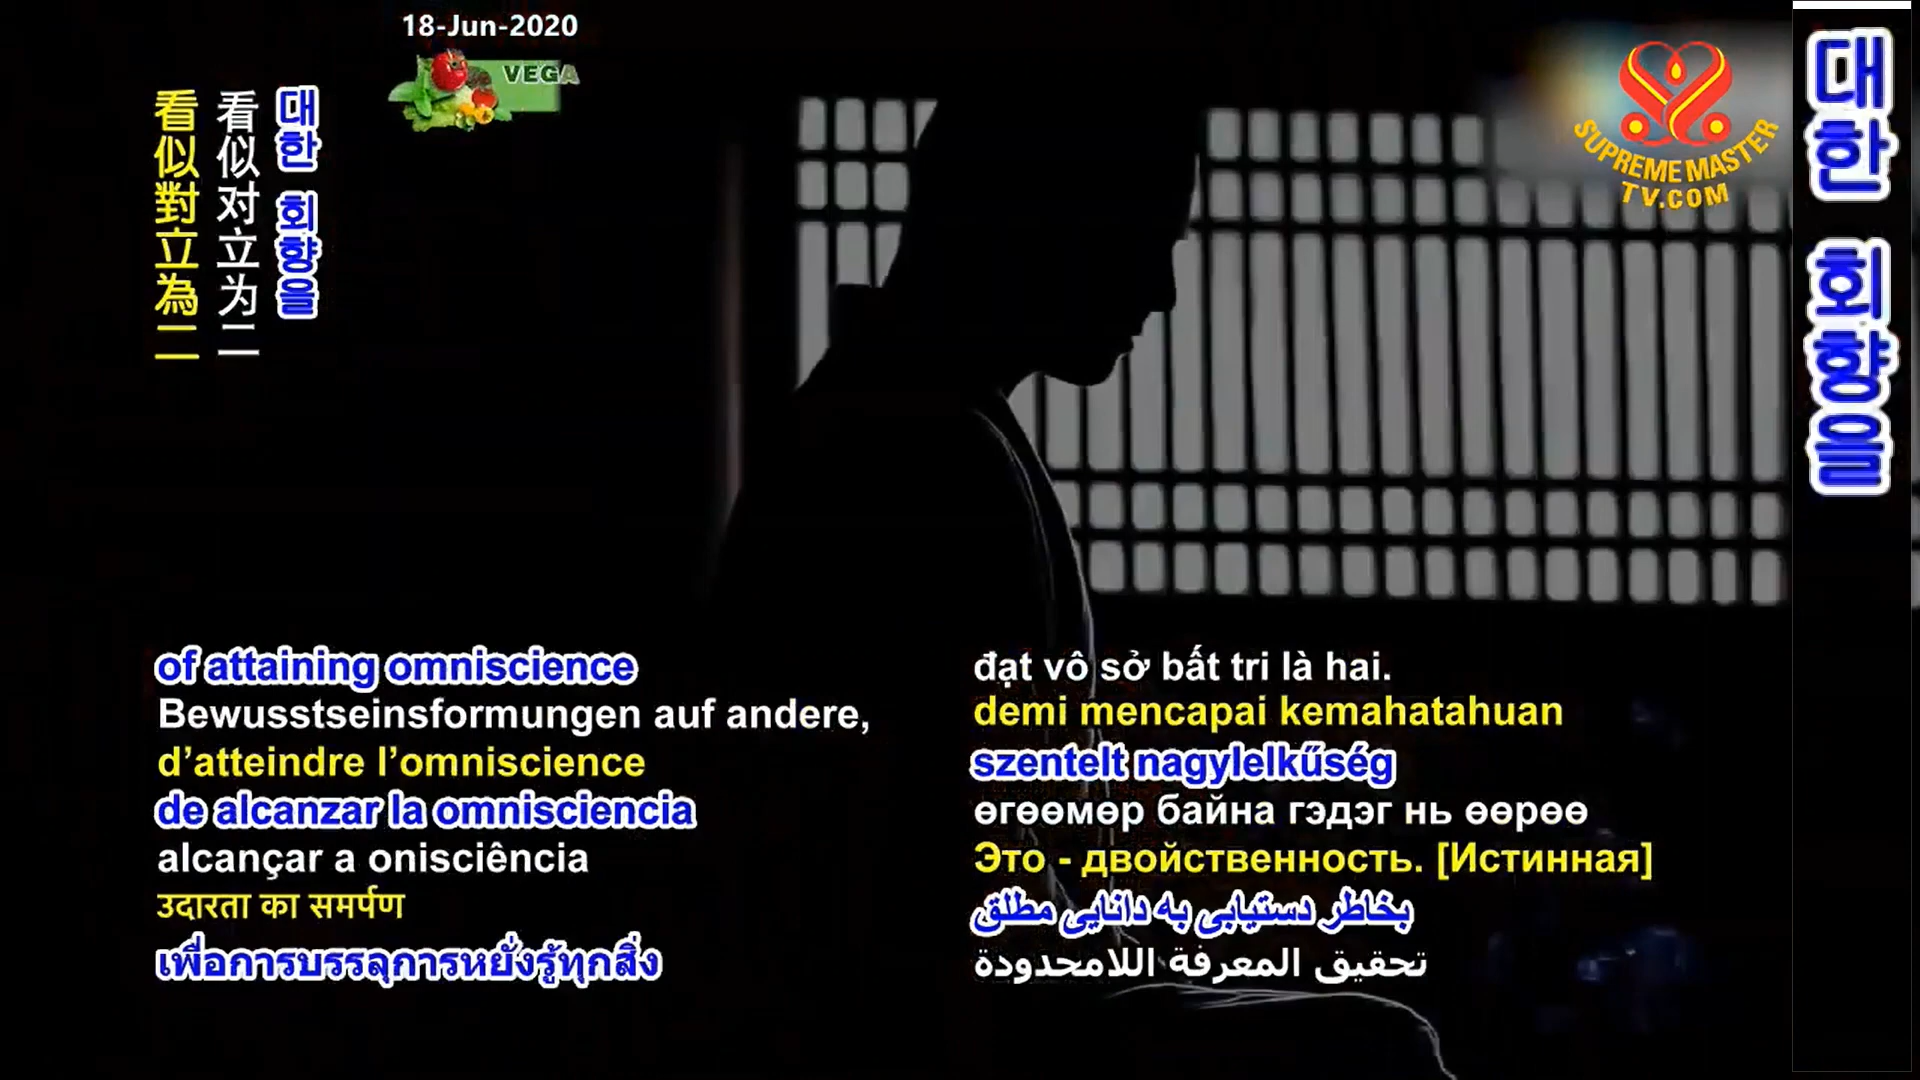 18-Jun-2020
VEGA
看似對立為二
看似对立为二
대한 회향을
SUPREME MASTER
TV.COM
대한 회향을
of attaining omniscience
Bewusstseinsformungen auf andere,
d’atteindre l’omniscience
de alcanzar la omnisciencia
alcançar a onisciência
उदारता का समर्पण
เพื่อการบรรลุการหยั่งรู้ทุกสิ่ง
đạt vô sở bất tri là hai.
demi mencapai kemahatahuan
szentelt nagylelkűség
өгөөмөр байна гэдэг нь өөрөө
Это - двойственность. [Истинная]
بخاطر دستیابی به دانایی مطلق
تحقيق المعرفة اللامحدودة